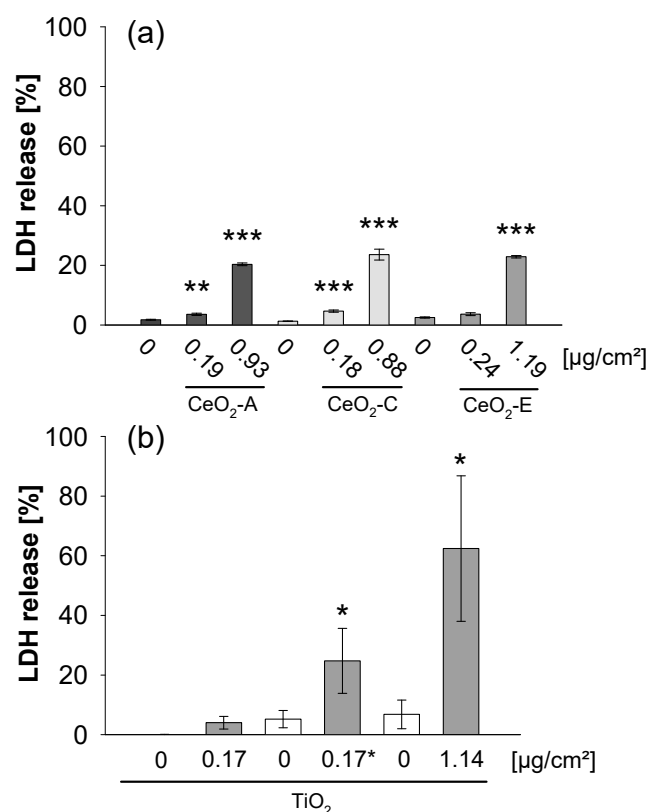 (a)
LDH release [%]
100
80
60
40
20
0
** *** *** *** ***
0 0.19 0.93 0 0.18 0.88 0 0.24 1.19 [µg/cm²]
CeO₂-A CeO₂-C CeO₂-E
(b)
LDH release [%]
100
80
60
40
20
0
* *
0 0.17 0 0.17* 0 1.14 [µg/cm²]
TiO₂